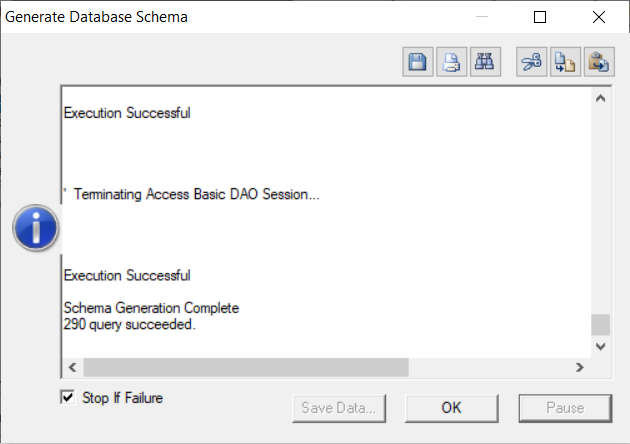 Generate Database Schema
Execution Successful
' Terminating Access Basic DAO Session...
Execution Successful
Schema Generation Complete
290 query succeeded.
Stop If Failure
Save Data...
OK
Pause